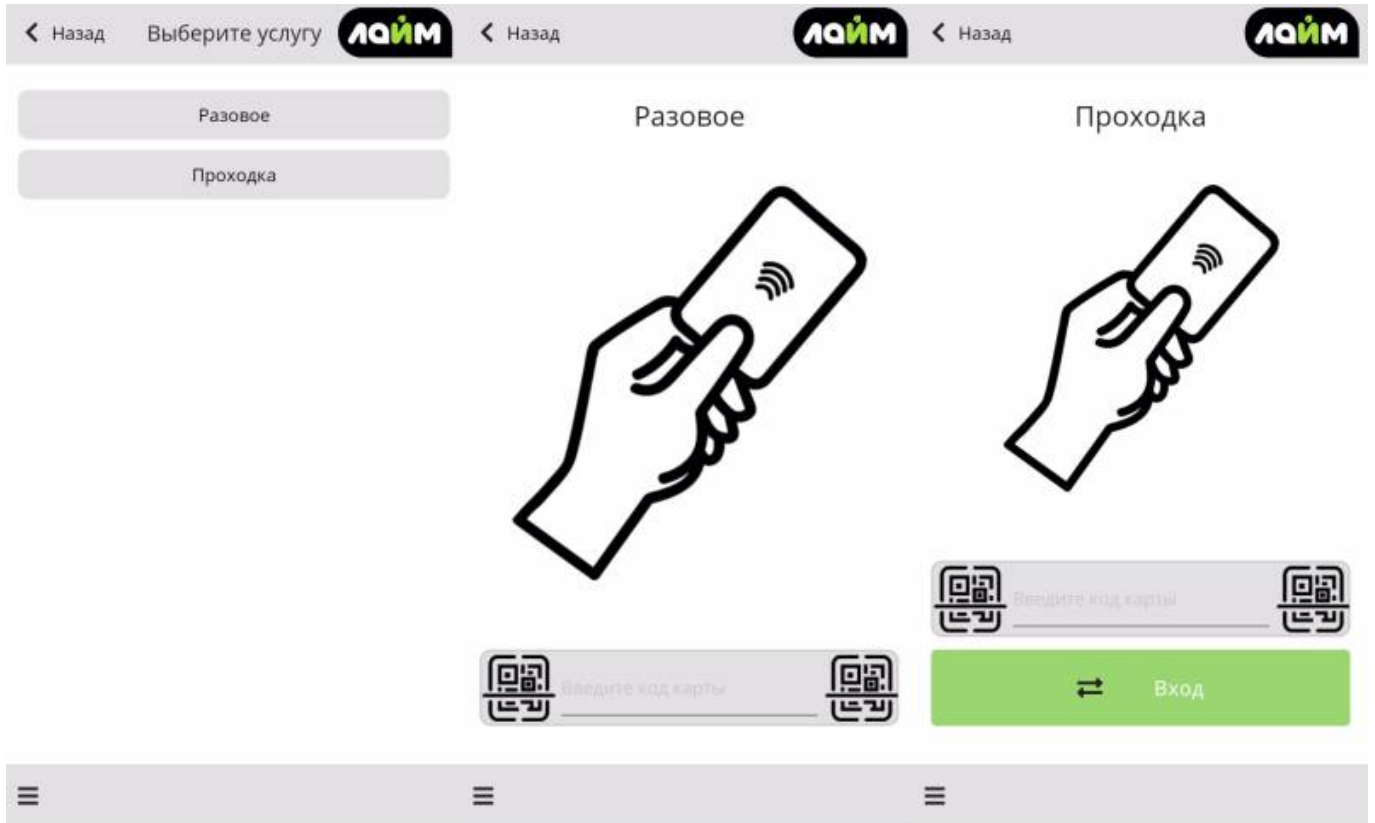 Назад
Выберите услугу
лайм
Разовое
Проходка
Назад
лайм
Разовое
Введите код карты
Назад
лайм
Проходка
Введите код карты
Вход